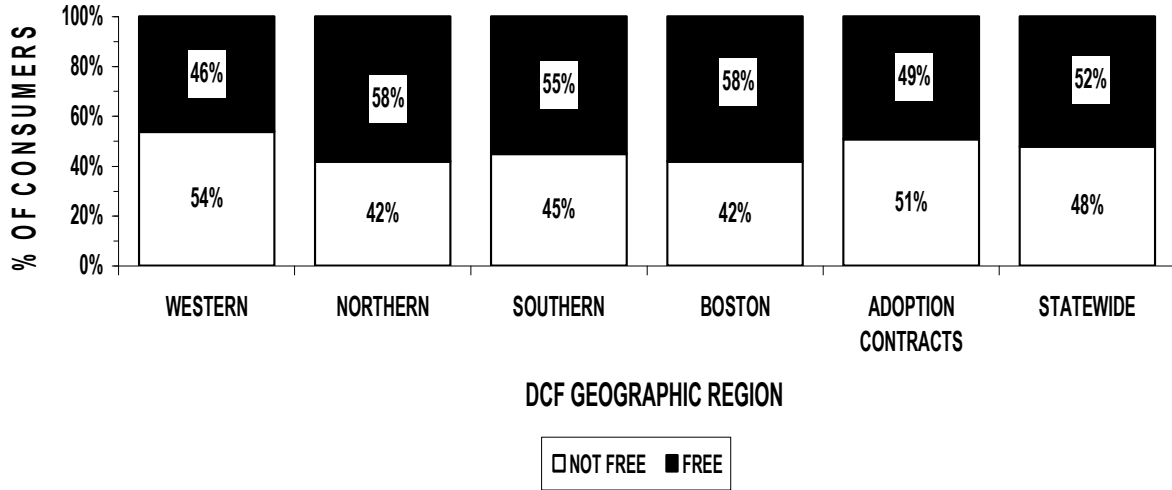 100%
80%
60%
40%
20%
0%
% OF CONSUMERS
46%
58%
55%
58%
49%
52%
54%
42%
45%
42%
51%
48%
WESTERN
NORTHERN
SOUTHERN
BOSTON
ADOPTION
CONTRACTS
STATEWIDE
DCF GEOGRAPHIC REGION
NOT FREE FREE